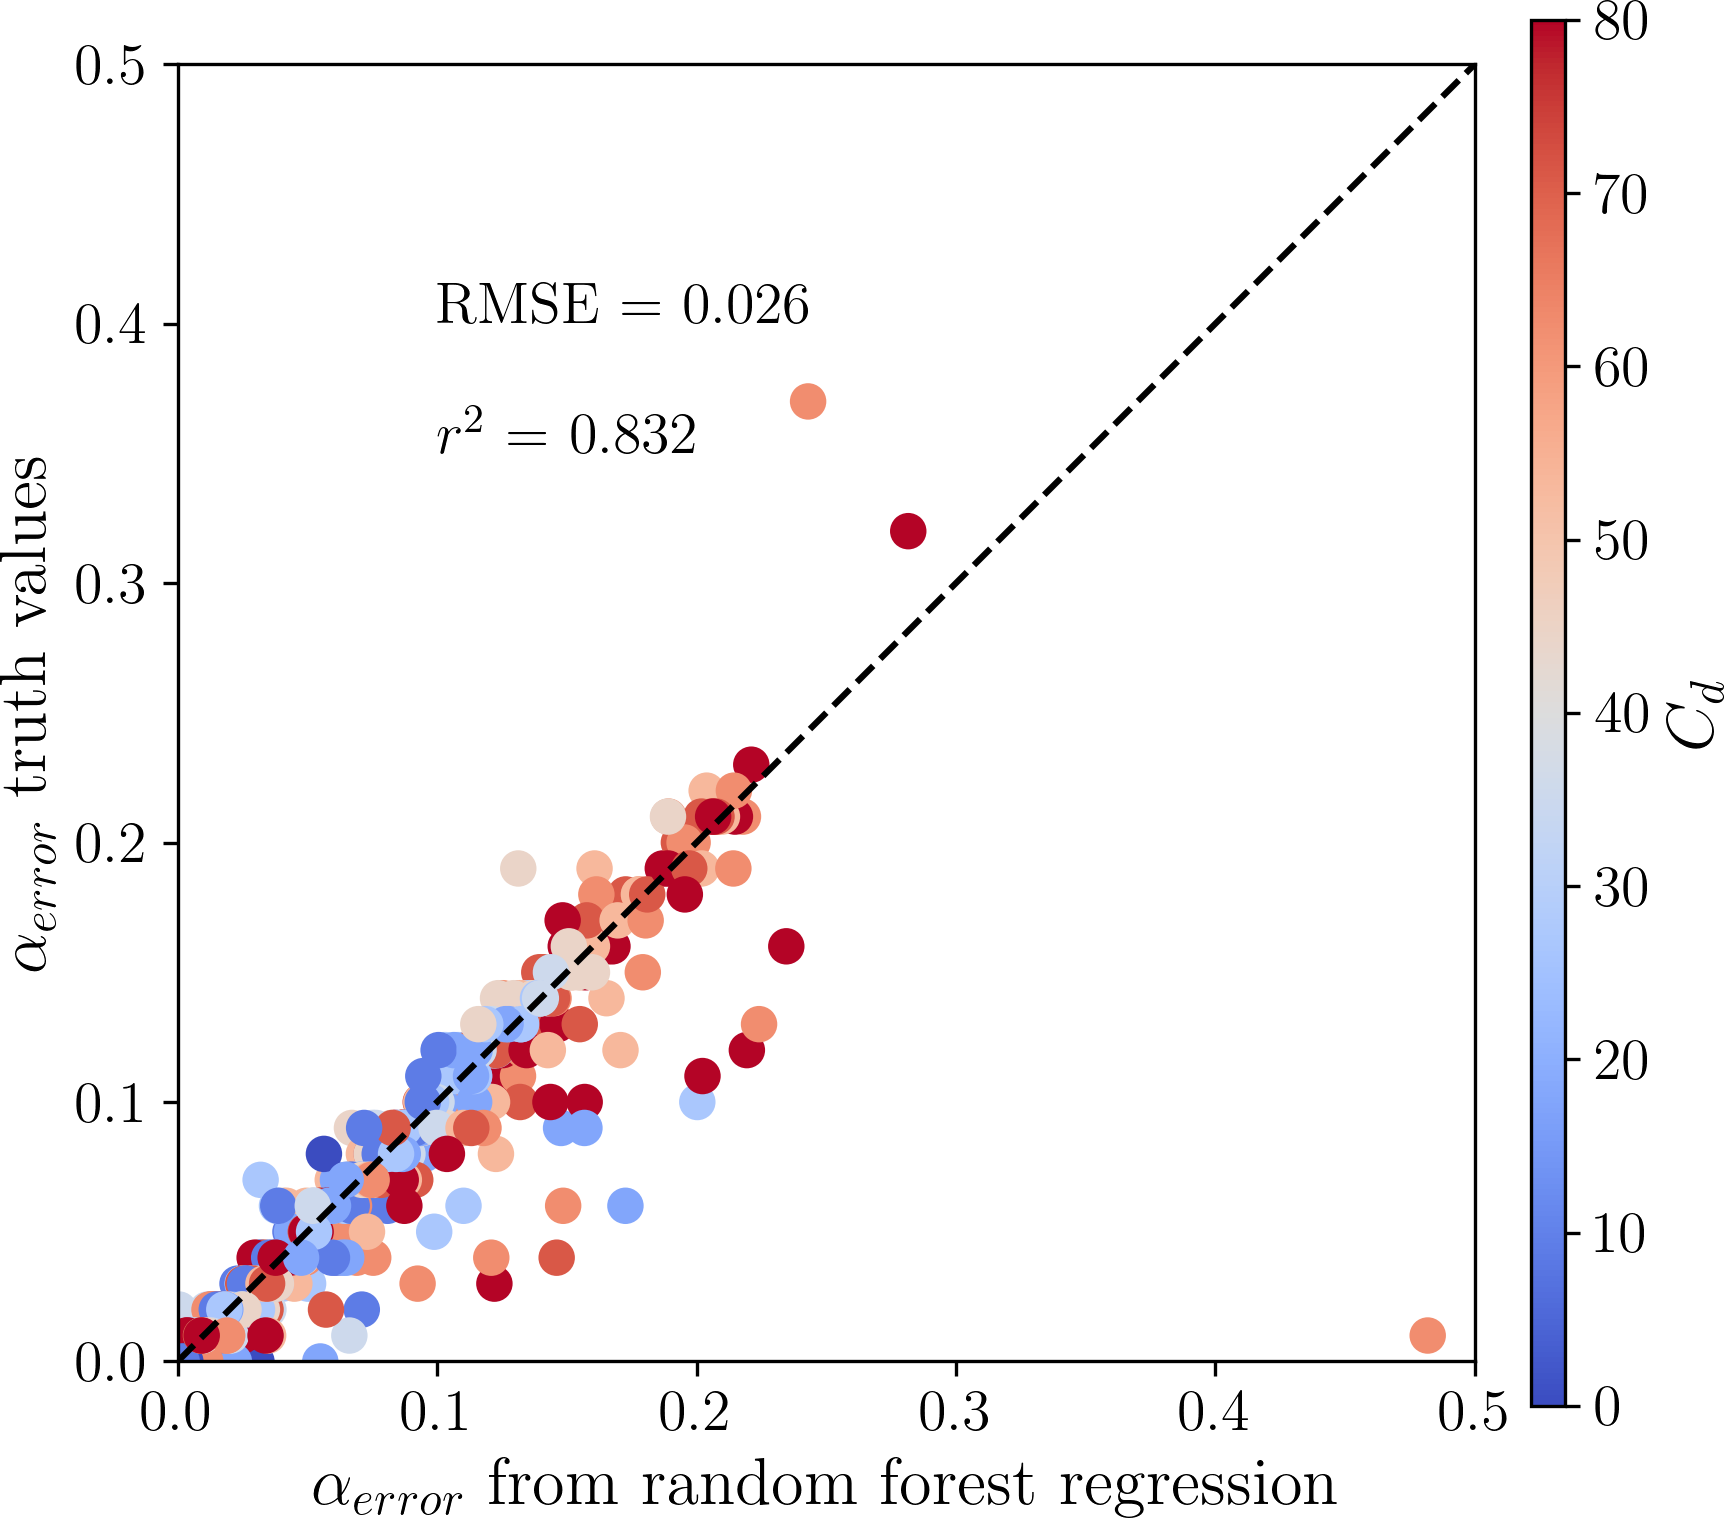 0.5
0.4
0.3
0.2
0.1
0.0
α_error truth values
RMSE = 0.026
r² = 0.832
0.0 0.1 0.2 0.3 0.4 0.5
α_error from random forest regression
80
70
60
50
40
30
20
10
0
C_d